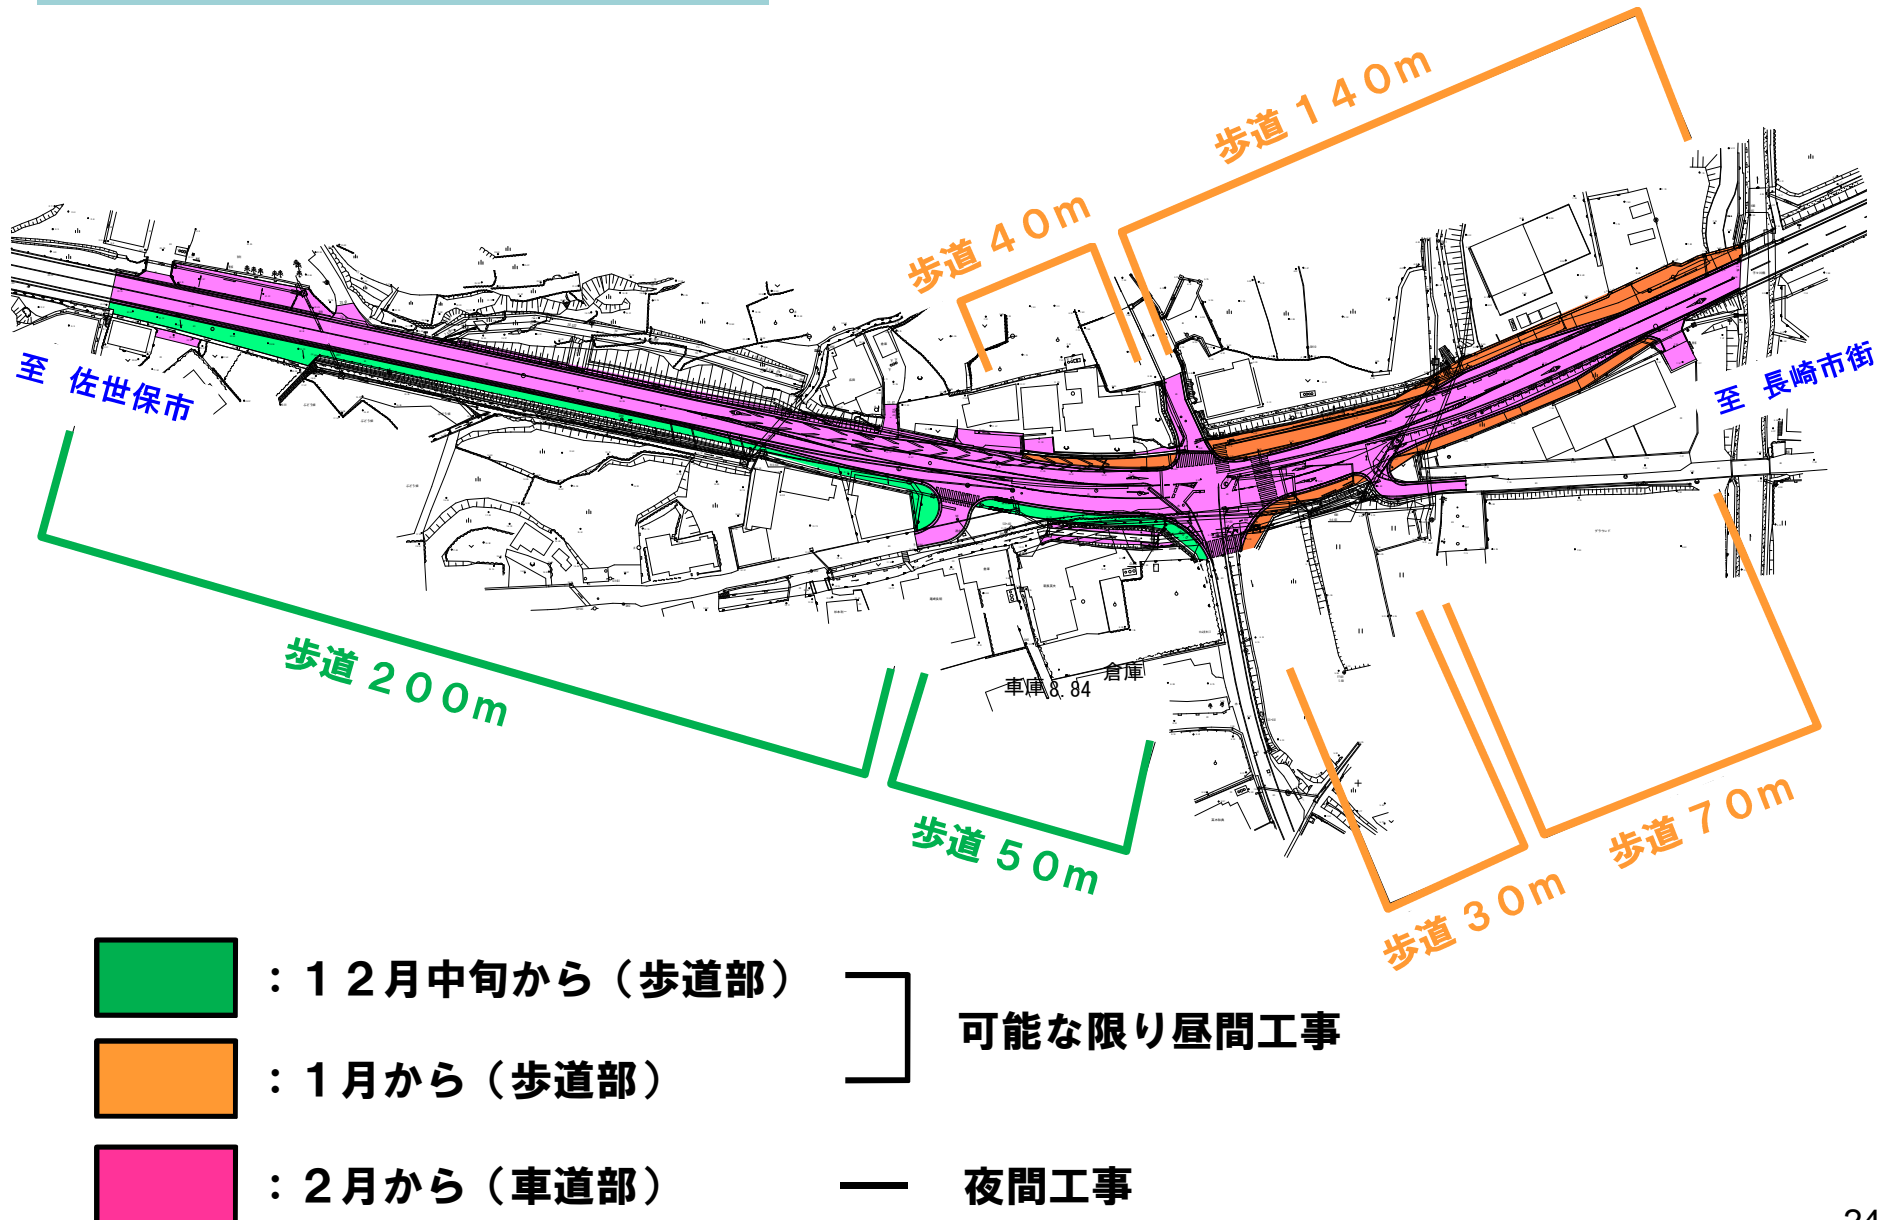 歩道１４０ｍ
歩道４０ｍ
至 佐世保市
至 長崎市街
歩道２００ｍ
倉庫
車庫8.84
歩道５０ｍ
歩道７０ｍ
歩道３０ｍ
：１２月中旬から（歩道部）
可能な限り昼間工事
：１月から（歩道部）
：２月から（車道部）
夜間工事